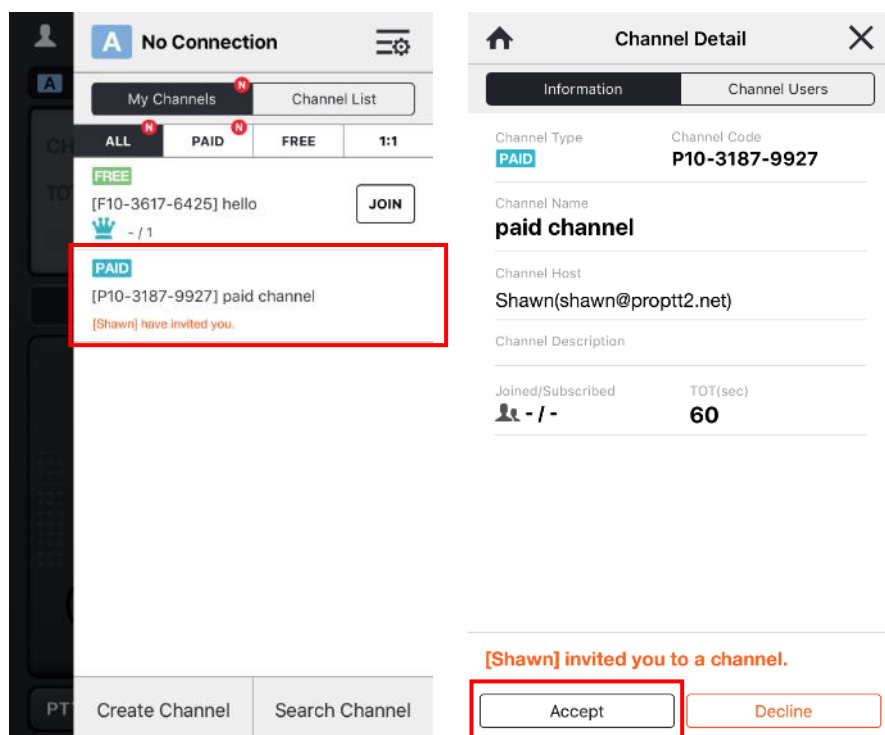 A No Connection
My Channels N Channel List
ALL N PAID N FREE 1:1
FREE
[F10-3617-6425] hello JOIN
- / 1
PAID
[P10-3187-9927] paid channel
[Shawn] have invited you.
Create Channel Search Channel
A
CH
TO
PT
Channel Detail
Information Channel Users
Channel Type Channel Code
PAID P10-3187-9927
Channel Name
paid channel
Channel Host
Shawn(shawn@proptt2.net)
Channel Description
Joined/Subscribed TOT(sec)
- / - 60
[Shawn] invited you to a channel.
Accept Decline